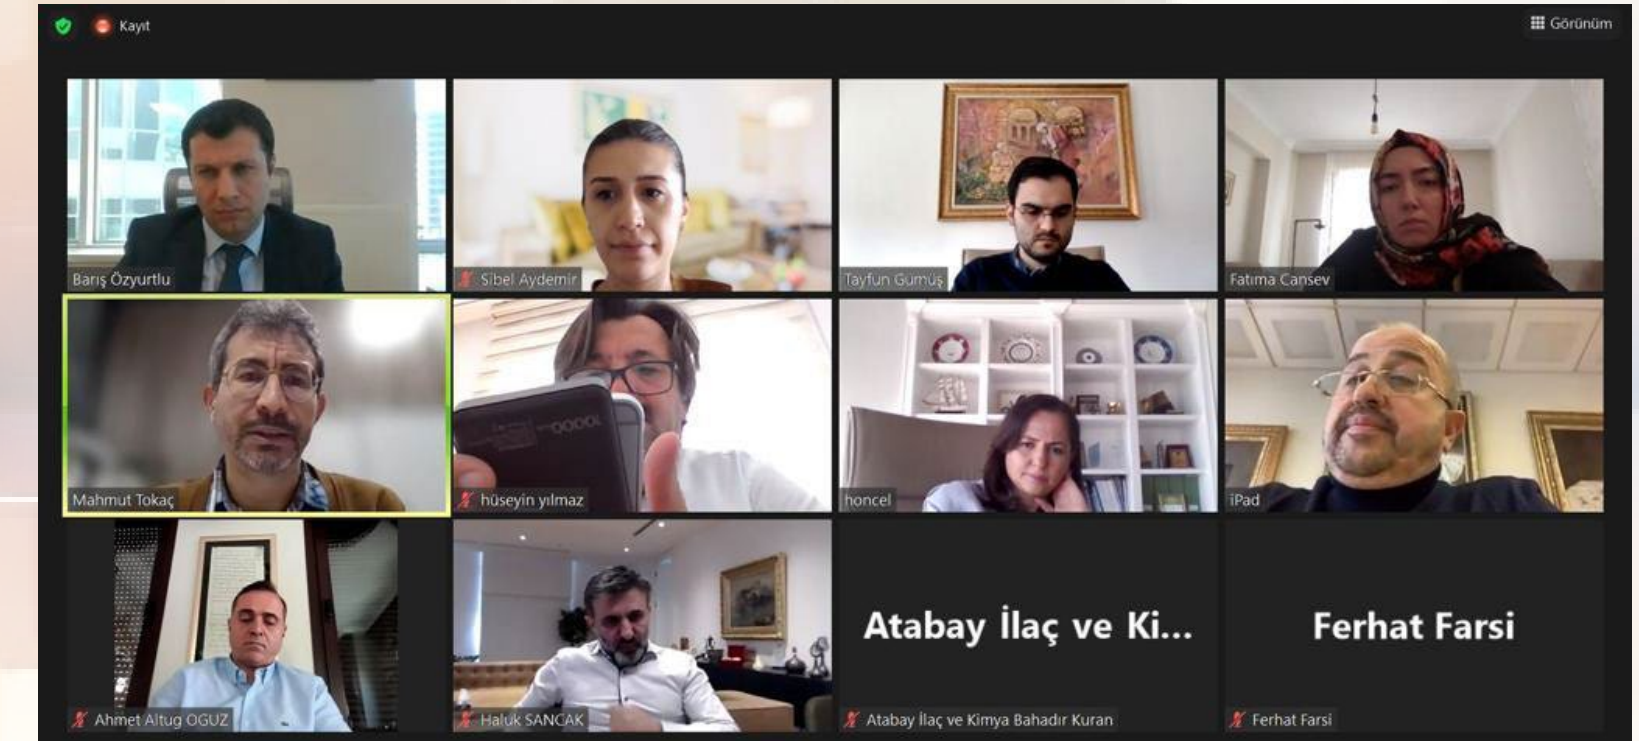 Kayıt
Görünüm
Barış Özyurtlu
Sibel Aydemir
Tayfun Gümüş
Fatıma Cansev
Mahmut Tokaç
hüseyin yılmaz
honcel
iPad
Atabay İlaç ve Ki...
Ferhat Farsi
Ahmet Altug OGUZ
Haluk SANCAK
Atabay İlaç ve Kimya Bahadır Kuran
Ferhat Farsi